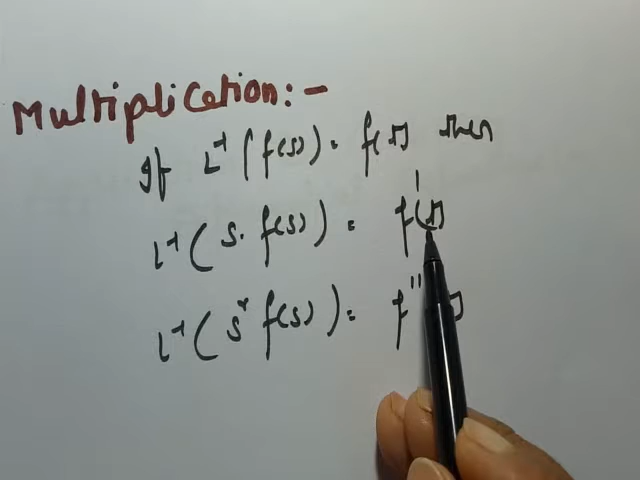 Multiplication:-
If L⁻¹(f(s)) = f(t) then
L⁻¹(s. f(s)) = f'(t)
L⁻¹(s² f(s)) = f''